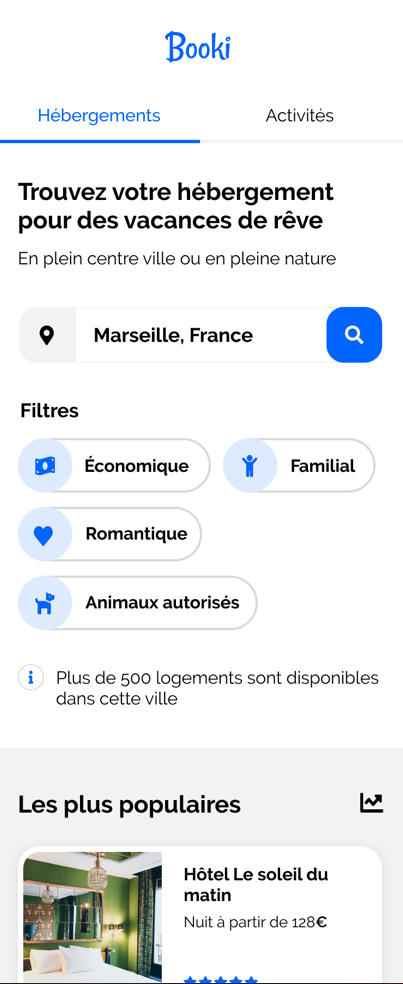 Booki
Hébergements
Activités
Trouvez votre hébergement
pour des vacances de rêve
En plein centre ville ou en pleine nature
Marseille, France
Filtres
Économique
Familial
Romantique
Animaux autorisés
Plus de 500 logements sont disponibles
dans cette ville
Les plus populaires
Hôtel Le soleil du
matin
Nuit à partir de 128€